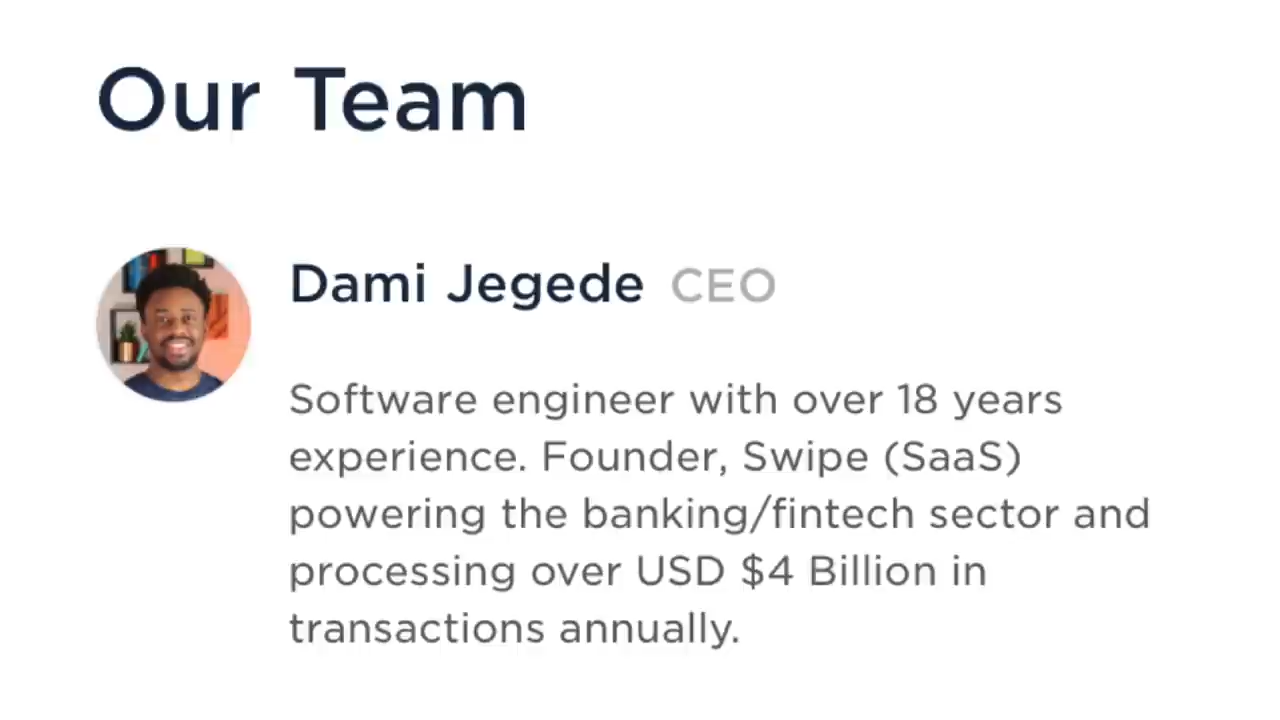 Our Team
Dami Jegede CEO
Software engineer with over 18 years
experience. Founder, Swipe (SaaS)
powering the banking/fintech sector and
processing over USD $4 Billion in
transactions annually.